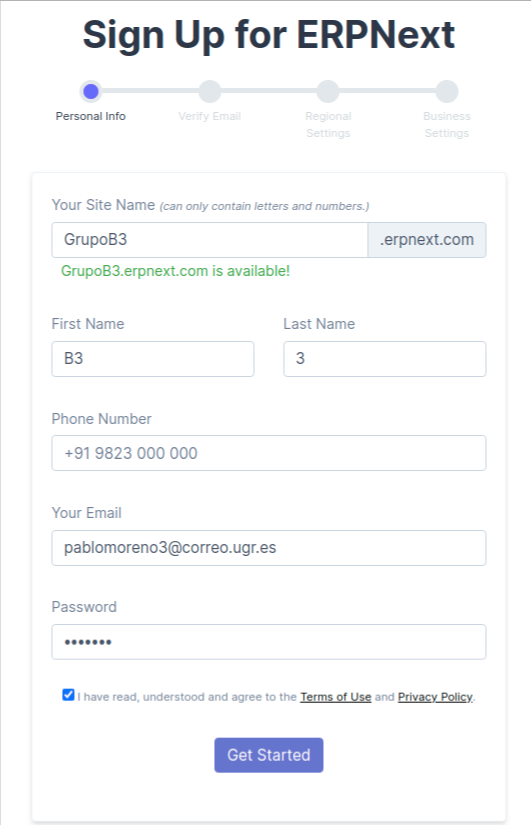 Sign Up for ERPNext
Personal Info
Verify Email
Regional
Settings
Business
Settings
Your Site Name (can only contain letters and numbers.)
GrupoB3 .erpnext.com
GrupoB3.erpnext.com is available!
First Name Last Name
B3 3
Phone Number
+91 9823 000 000
Your Email
pablomoreno3@correo.ugr.es
Password
•••••••
I have read, understood and agree to the Terms of Use and Privacy Policy.
Get Started